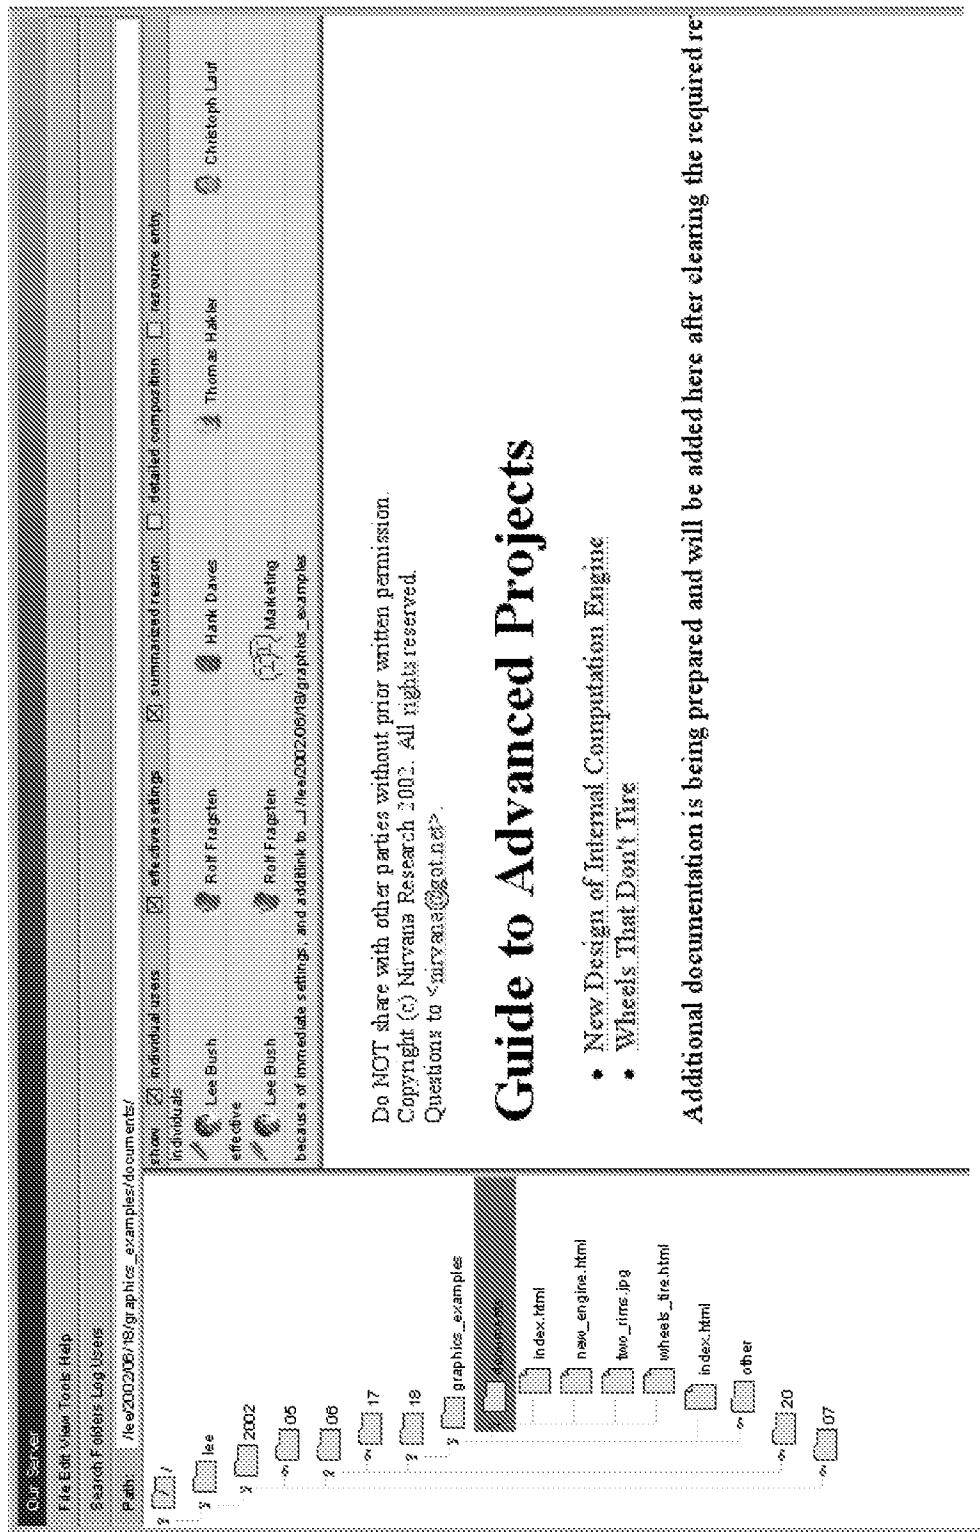 Our Server
File Edit View Tools Help
Search Folders Log Users
Path: /lee/2002/06/18/graphics_examples/documents/
/
lee
2002
05
06
17
18
graphics_examples
documents
index.html
new_engine.html
two_rims.jpg
wheels_tire.html
index.html
other
20
07
show individual users effective settings summarized reason detailed composition resource entry
individuals
Lee Bush Rolf Fragsten Hank Daves Thomas Hakler Christoph Lauf
effective
Lee Bush Rolf Fragsten Marketing
because of immediate settings, and additlink to /lee/2002/06/18/graphics_examples
Do NOT share with other parties without prior written permission.
Copyright (c) Nirvana Research 2002. All rights reserved.
Questions to <nirvana@got.net>.
Guide to Advanced Projects
• New Design of Internal Computation Engine
• Wheels That Don't Tire
Additional documentation is being prepared and will be added here after clearing the required re